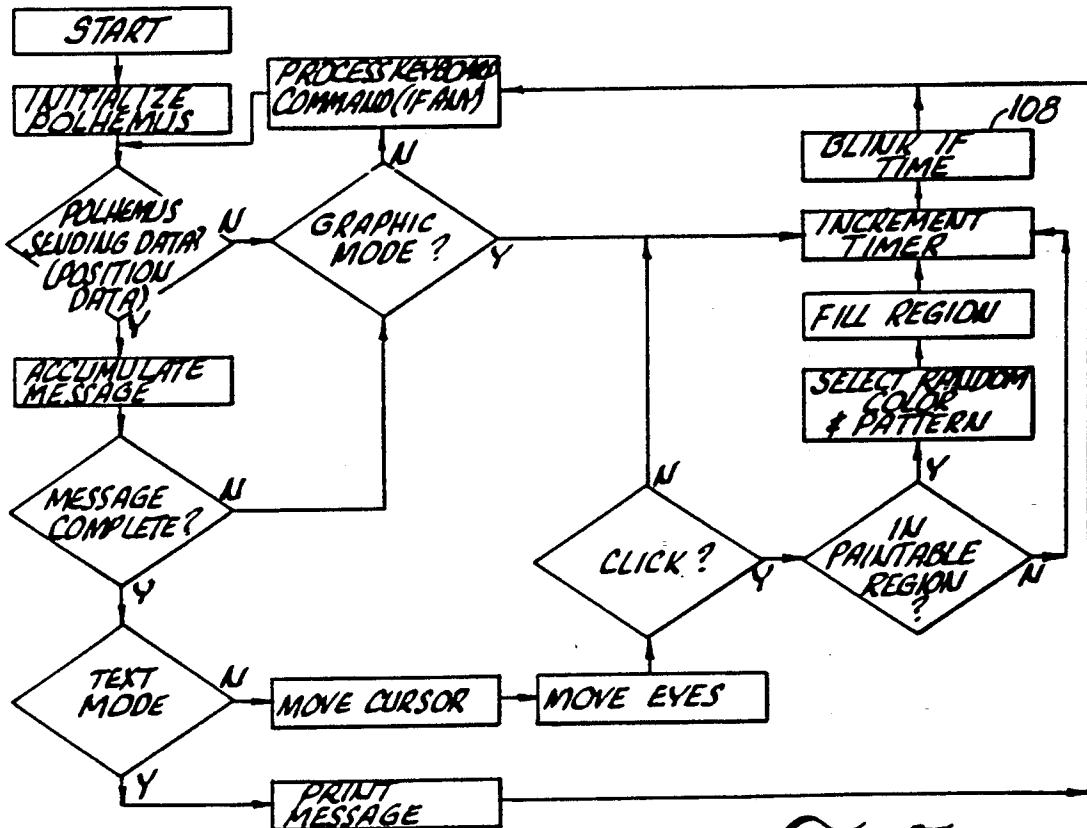 START
INITIALIZE
POLHEMUS
PROCESS KEYBOARD
COMMAND (IF ANY)
108
BLINK IF
TIME
POLHEMUS
SENDING DATA?
(POSITION
DATA)
N
Y
GRAPHIC
MODE ?
N
Y
INCREMENT
TIMER
FILL REGION
ACCUMULATE
MESSAGE
SELECT RANDOM
COLOR
& PATTERN
MESSAGE
COMPLETE?
N
Y
CLICK ?
N
Y
IN
PAINTABLE
REGION
?
Y
N
TEXT
MODE
N
Y
MOVE CURSOR
MOVE EYES
PRINT
MESSAGE